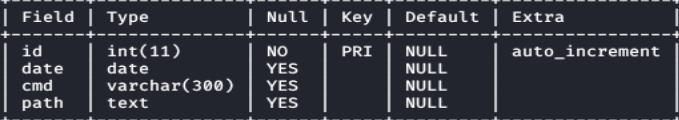 | Field | Type | Null | Key | Default | Extra |
| id | int(11) | NO | PRI | NULL | auto_increment |
| date | date | YES | | NULL | |
| cmd | varchar(300) | YES | | NULL | |
| path | text | YES | | NULL | |